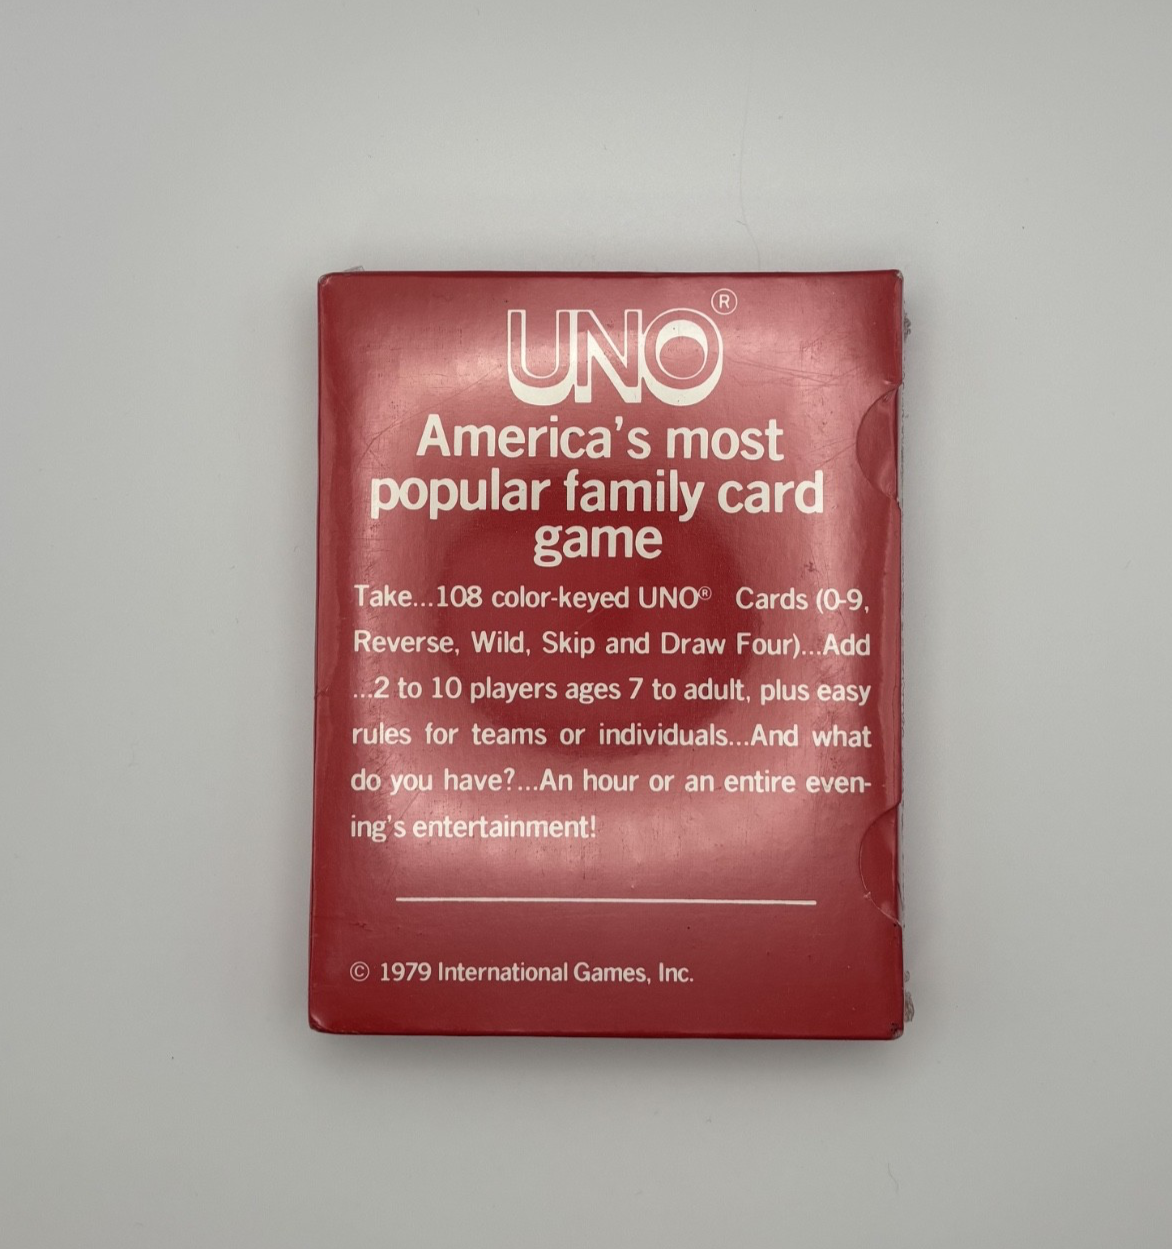 UNO®
America's most
popular family card
game
Take...108 color-keyed UNO® Cards (0-9,
Reverse, Wild, Skip and Draw Four)...Add
...2 to 10 players ages 7 to adult, plus easy
rules for teams or individuals...And what
do you have?...An hour or an entire even-
ing's entertainment!
© 1979 International Games, Inc.